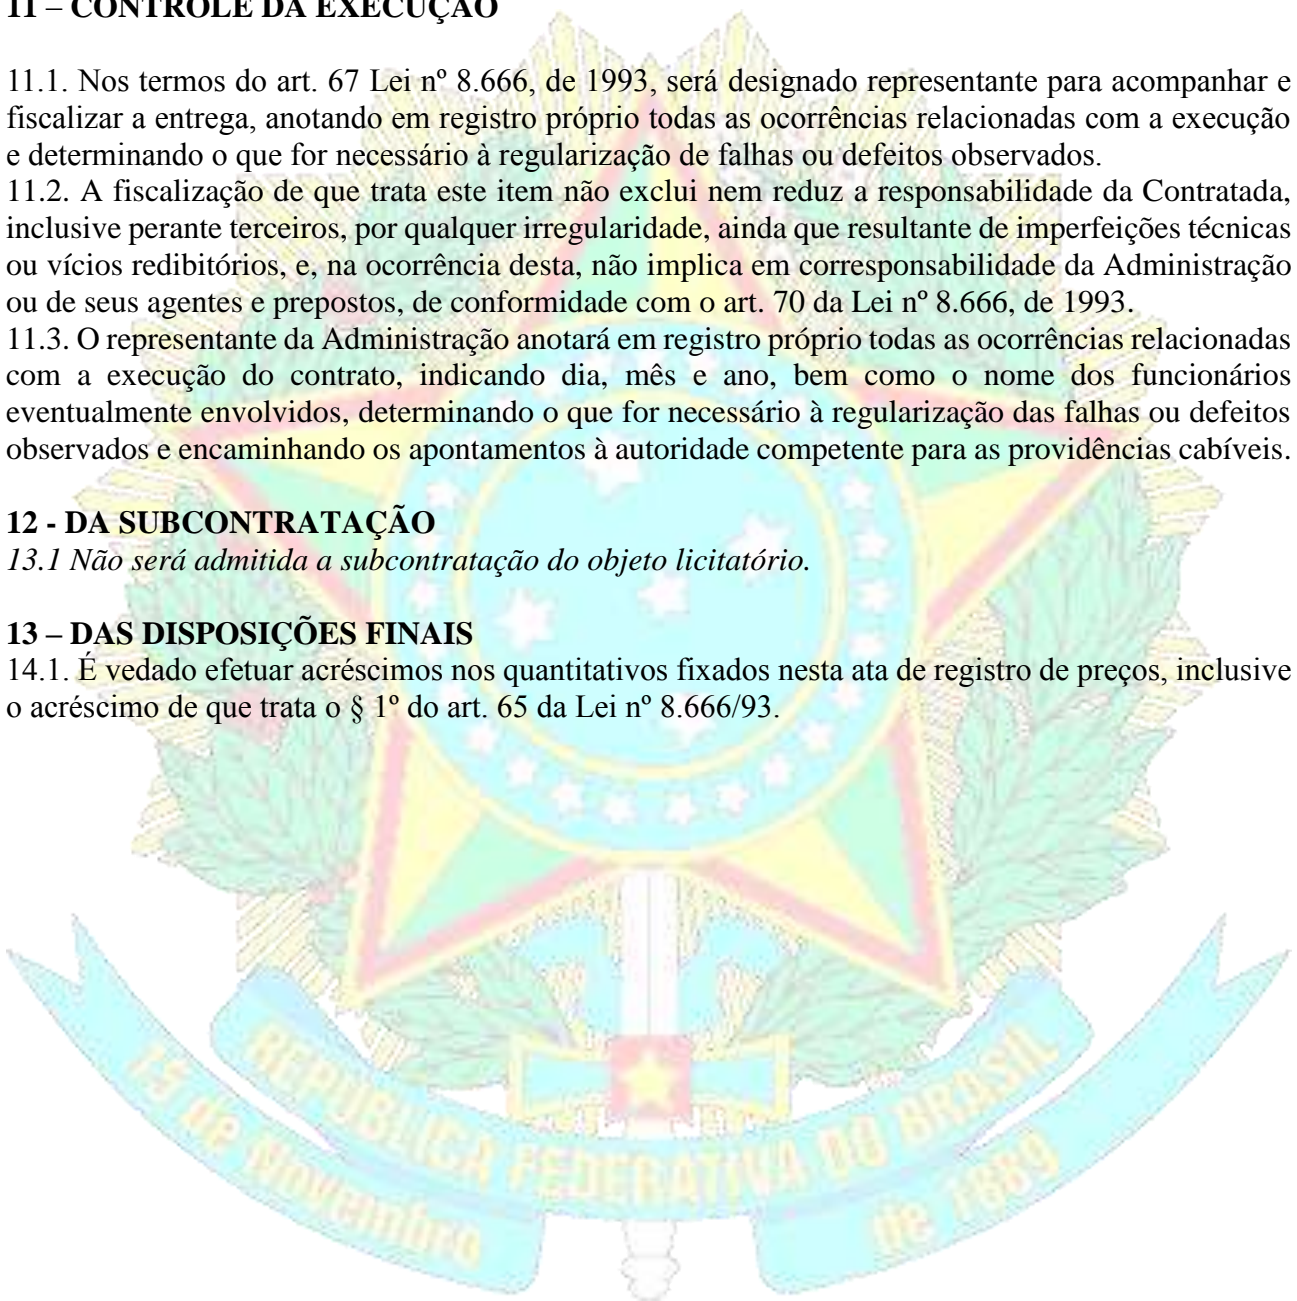 11 – CONTROLE DA EXECUÇÃO
11.1. Nos termos do art. 67 Lei nº 8.666, de 1993, será designado representante para acompanhar e
fiscalizar a entrega, anotando em registro próprio todas as ocorrências relacionadas com a execução
e determinando o que for necessário à regularização de falhas ou defeitos observados.
11.2. A fiscalização de que trata este item não exclui nem reduz a responsabilidade da Contratada,
inclusive perante terceiros, por qualquer irregularidade, ainda que resultante de imperfeições técnicas
ou vícios redibitórios, e, na ocorrência desta, não implica em corresponsabilidade da Administração
ou de seus agentes e prepostos, de conformidade com o art. 70 da Lei nº 8.666, de 1993.
11.3. O representante da Administração anotará em registro próprio todas as ocorrências relacionadas
com a execução do contrato, indicando dia, mês e ano, bem como o nome dos funcionários
eventualmente envolvidos, determinando o que for necessário à regularização das falhas ou defeitos
observados e encaminhando os apontamentos à autoridade competente para as providências cabíveis.
12 - DA SUBCONTRATAÇÃO
13.1 Não será admitida a subcontratação do objeto licitatório.
13 – DAS DISPOSIÇÕES FINAIS
14.1. É vedado efetuar acréscimos nos quantitativos fixados nesta ata de registro de preços, inclusive
o acréscimo de que trata o § 1º do art. 65 da Lei nº 8.666/93.
REPÚBLICA FEDERATIVA DO BRASIL
15 de Novembro
de 1889